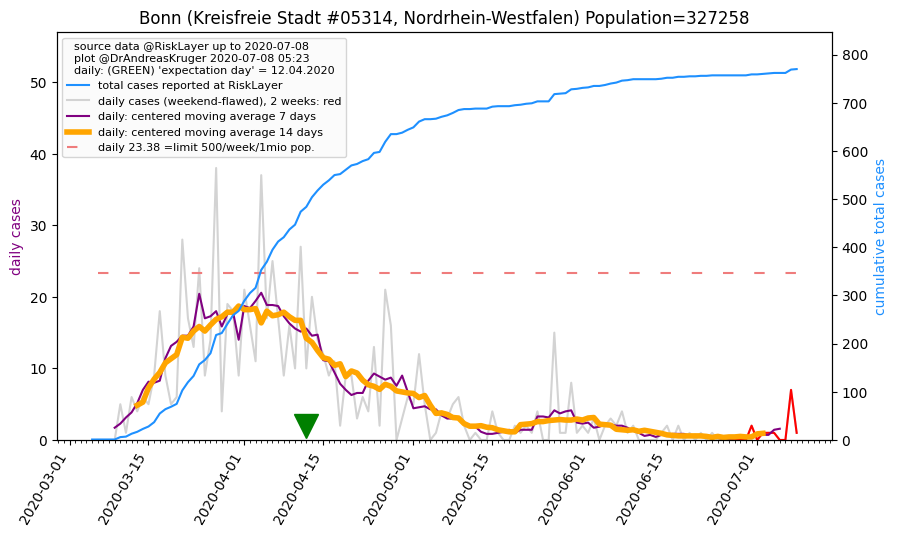 Bonn (Kreisfreie Stadt #05314, Nordrhein-Westfalen) Population=327258
source data @RiskLayer up to 2020-07-08
plot @DrAndreasKruger 2020-07-08 05:23
daily: (GREEN) 'expectation day' = 12.04.2020
total cases reported at RiskLayer
daily cases (weekend-flawed), 2 weeks: red
daily: centered moving average 7 days
daily: centered moving average 14 days
daily 23.38 =limit 500/week/1mio pop.
daily cases
50
40
30
20
10
0
800
700
600
500
400
300
200
100
0
cumulative total cases
2020-03-01
2020-03-15
2020-04-01
2020-04-15
2020-05-01
2020-05-15
2020-06-01
2020-06-15
2020-07-01